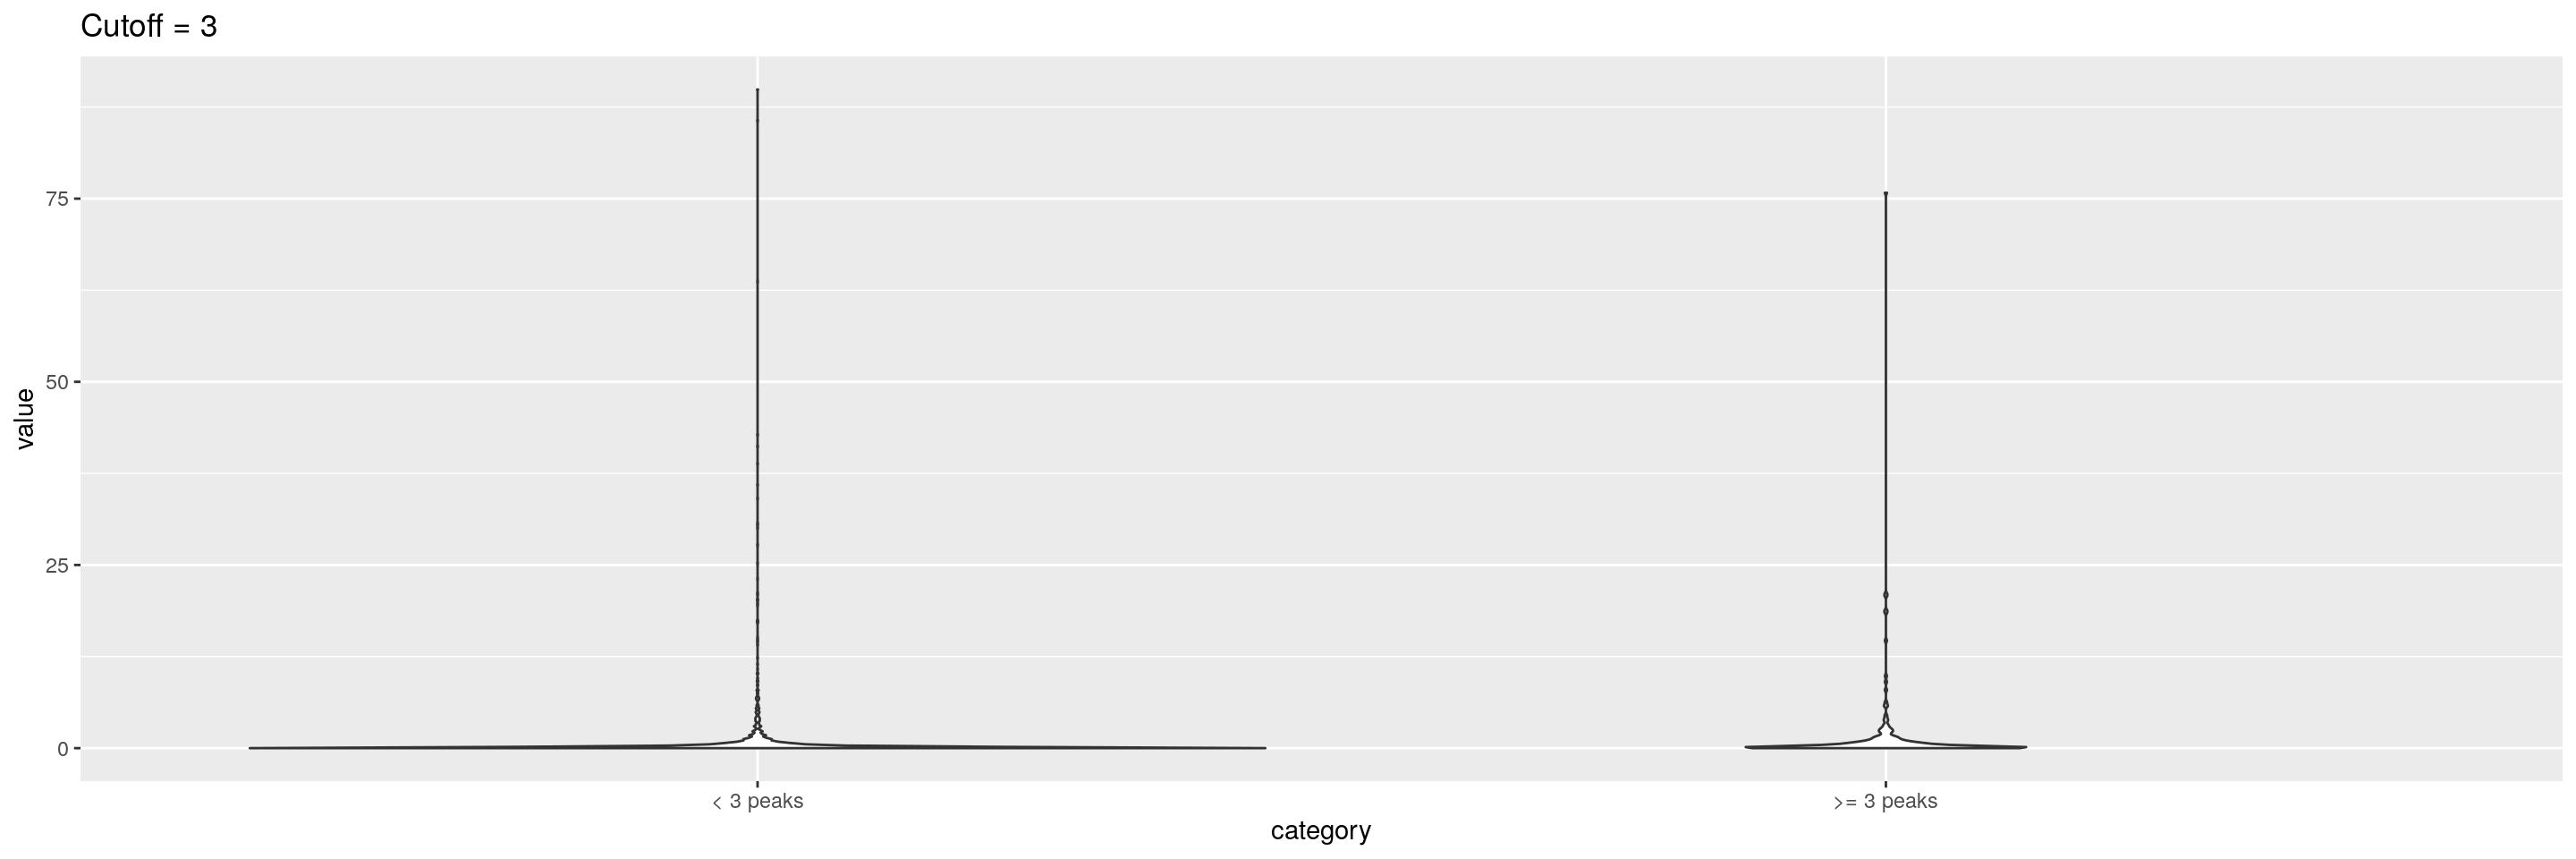 Cutoff = 3
75
50
25
0
value
< 3 peaks
>= 3 peaks
category